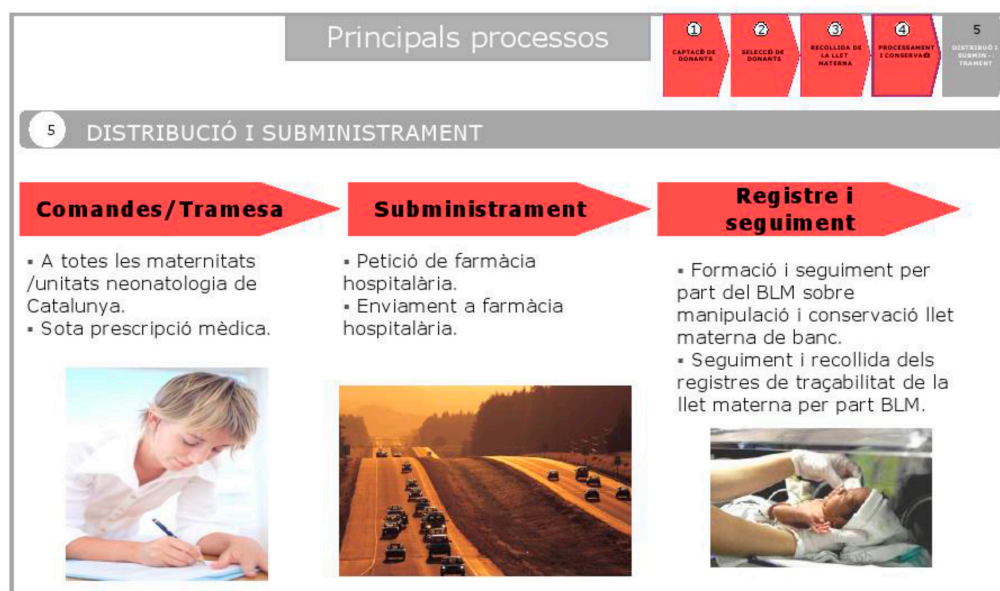 Principals processos
1
CAPTACIÓ DE
DONANTS
2
SELECCIÓ DE
DONANTS
3
RECOLLIDA DE
LA LLET
MATERNA
4
PROCESSAMENT
I CONSERVACIÓ
5
DISTRIBUCIÓ I
SUBMINIS-
TRAMENT
5 DISTRIBUCIÓ I SUBMINISTRAMENT
Comandes/Tramesa
▪ A totes les maternitats
/unitats neonatologia de
Catalunya.
▪ Sota prescripció mèdica.
Subministrament
▪ Petició de farmàcia
hospitalària.
▪ Enviament a farmàcia
hospitalària.
Registre i
seguiment
▪ Formació i seguiment per
part del BLM sobre
manipulació i conservació llet
materna de banc.
▪ Seguiment i recollida dels
registres de traçabilitat de la
llet materna per part BLM.